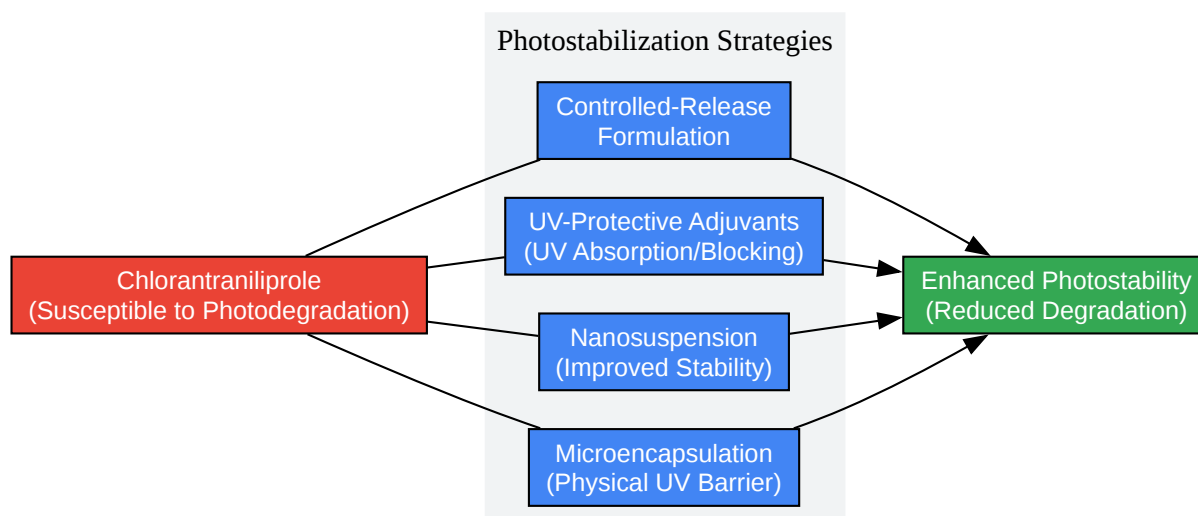 Photostabilization Strategies
Controlled-Release
Formulation
UV-Protective Adjuvants
(UV Absorption/Blocking)
Chlorantraniliprole
(Susceptible to Photodegradation)
Enhanced Photostability
(Reduced Degradation)
Nanosuspension
(Improved Stability)
Microencapsulation
(Physical UV Barrier)